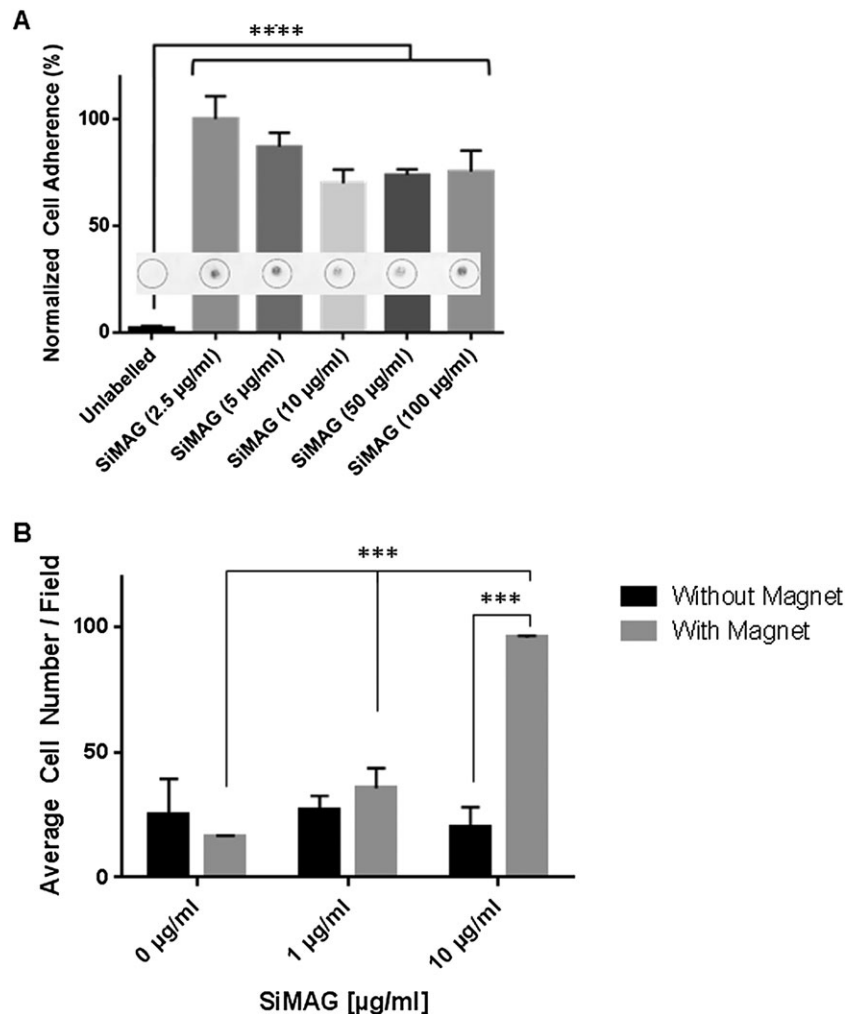 A
****
Normalized Cell Adherence (%)
100
50
0
Unlabelled
SiMAG (2.5 µg/ml)
SiMAG (5 µg/ml)
SiMAG (10 µg/ml)
SiMAG (50 µg/ml)
SiMAG (100 µg/ml)
B
***
***
Without Magnet
With Magnet
Average Cell Number / Field
100
50
0
0 µg/ml
1 µg/ml
10 µg/ml
SiMAG [µg/ml]